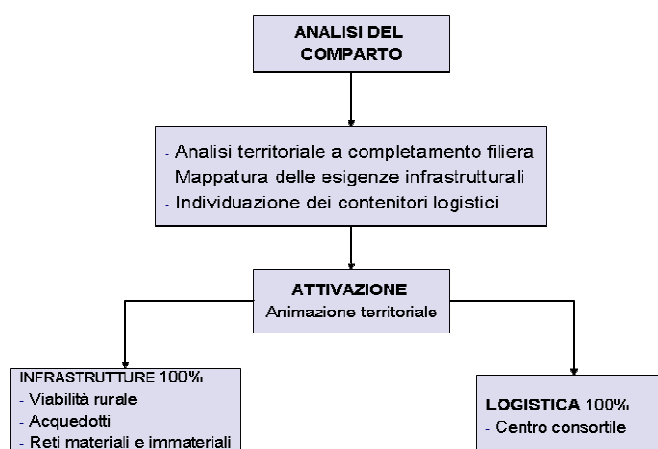 ANALISI DEL
COMPARTO
- Analisi territoriale a completamento filiera
Mappatura delle esigenze infrastrutturali
- Individuazione dei contenitori logistici
ATTIVAZIONE
Animazione territoriale
INFRASTRUTTURE 100%
- Viabilità rurale
- Acquedotti
- Reti materiali e immateriali
LOGISTICA 100%
- Centro consortile